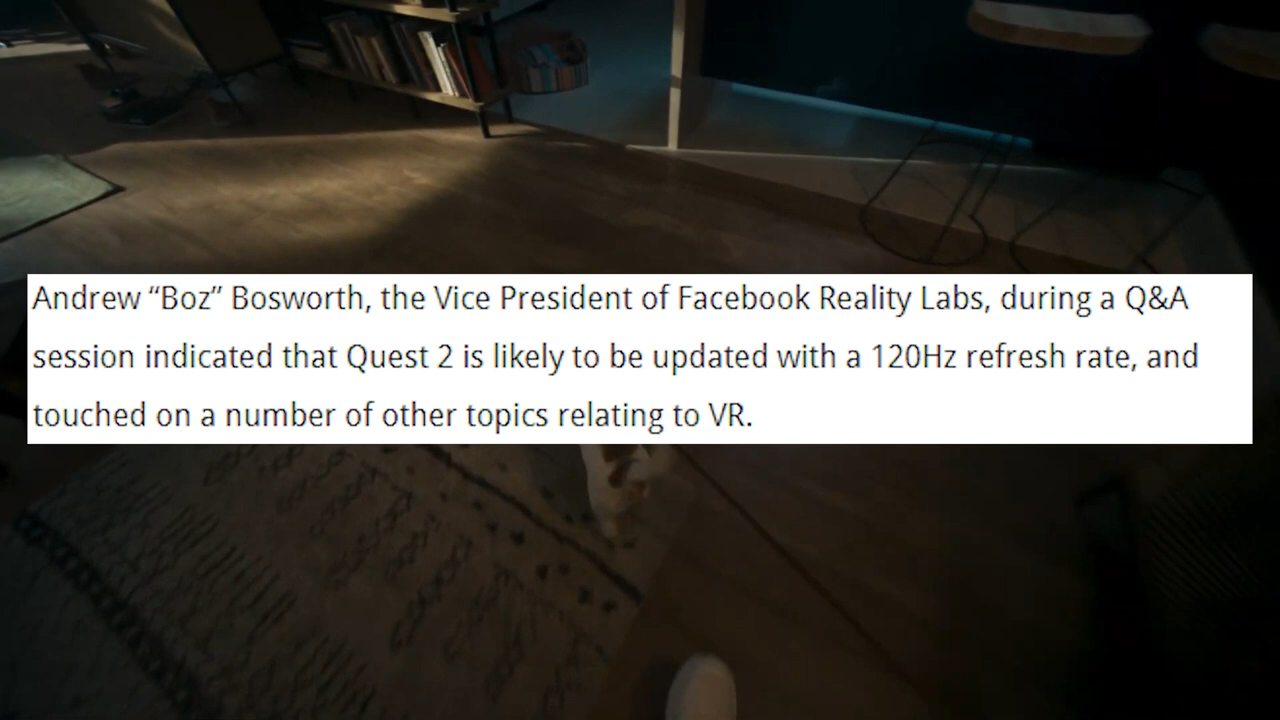 Andrew “Boz” Bosworth, the Vice President of Facebook Reality Labs, during a Q&A
session indicated that Quest 2 is likely to be updated with a 120Hz refresh rate, and
touched on a number of other topics relating to VR.